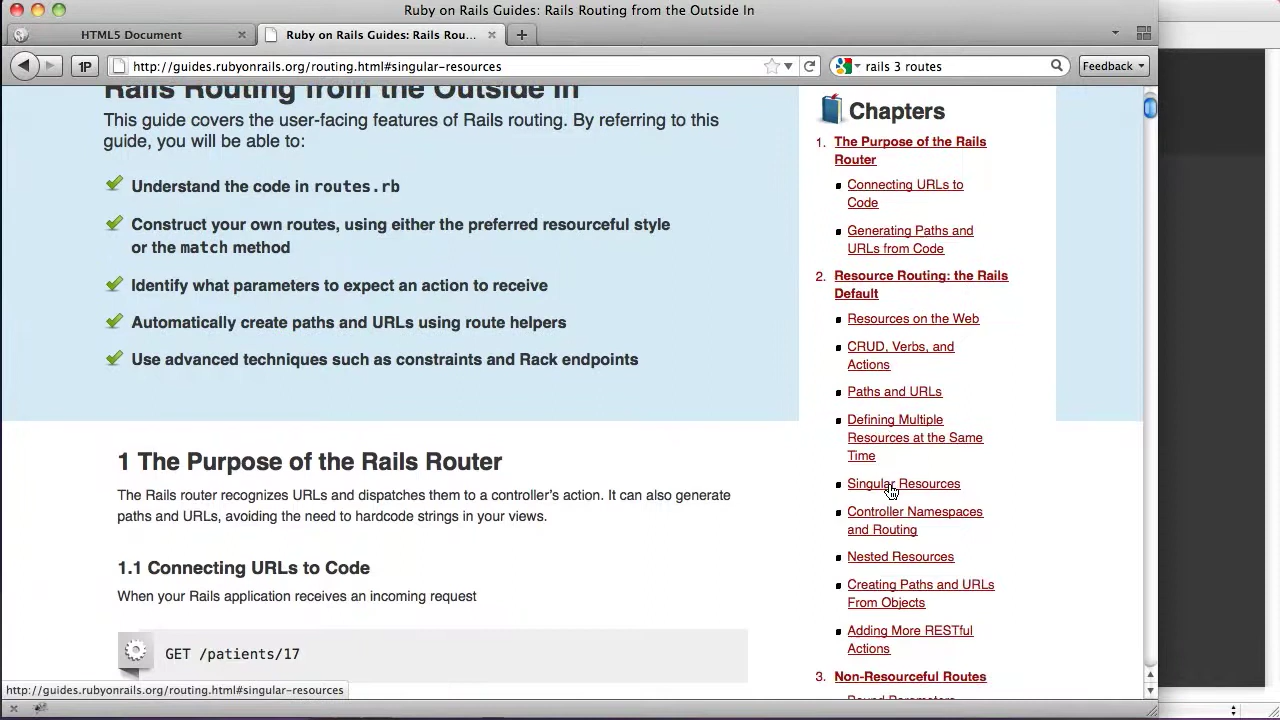 Ruby on Rails Guides: Rails Routing from the Outside In
HTML5 Document
Ruby on Rails Guides: Rails Rou...
1P
http://guides.rubyonrails.org/routing.html#singular-resources
rails 3 routes
Feedback
Rails Routing from the Outside In
This guide covers the user-facing features of Rails routing. By referring to this
guide, you will be able to:
Understand the code in routes.rb
Construct your own routes, using either the preferred resourceful style
or the match method
Identify what parameters to expect an action to receive
Automatically create paths and URLs using route helpers
Use advanced techniques such as constraints and Rack endpoints
1 The Purpose of the Rails Router
The Rails router recognizes URLs and dispatches them to a controller's action. It can also generate
paths and URLs, avoiding the need to hardcode strings in your views.
1.1 Connecting URLs to Code
When your Rails application receives an incoming request
GET /patients/17
Chapters
1. The Purpose of the Rails
Router
Connecting URLs to
Code
Generating Paths and
URLs from Code
2. Resource Routing: the Rails
Default
Resources on the Web
CRUD, Verbs, and
Actions
Paths and URLs
Defining Multiple
Resources at the Same
Time
Singular Resources
Controller Namespaces
and Routing
Nested Resources
Creating Paths and URLs
From Objects
Adding More RESTful
Actions
3. Non-Resourceful Routes
Bound Parameters
http://guides.rubyonrails.org/routing.html#singular-resources